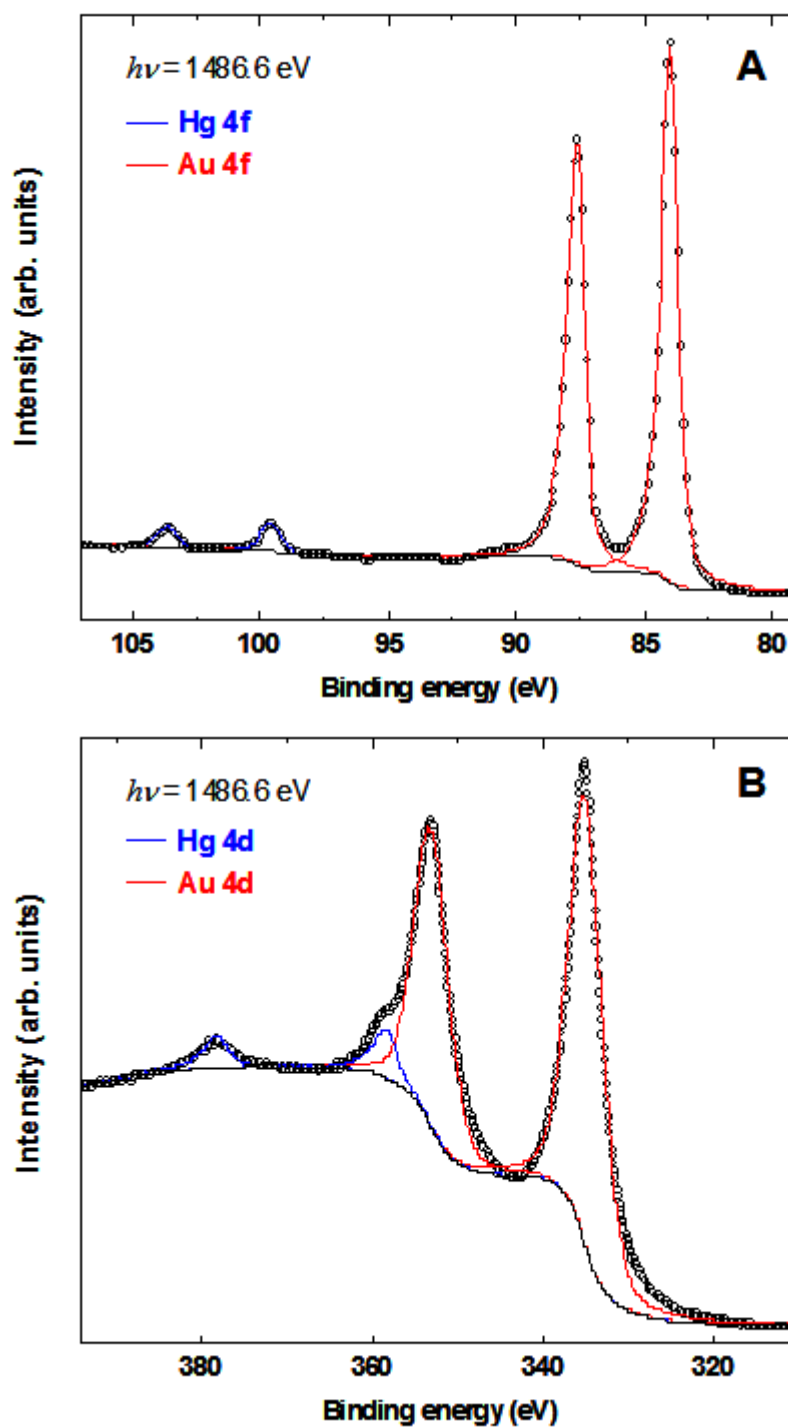 A
hν = 1486.6 eV
Hg 4f
Au 4f
Intensity (arb. units)
105 100 95 90 85 80
Binding energy (eV)
B
hν = 1486.6 eV
Hg 4d
Au 4d
Intensity (arb. units)
380 360 340 320
Binding energy (eV)